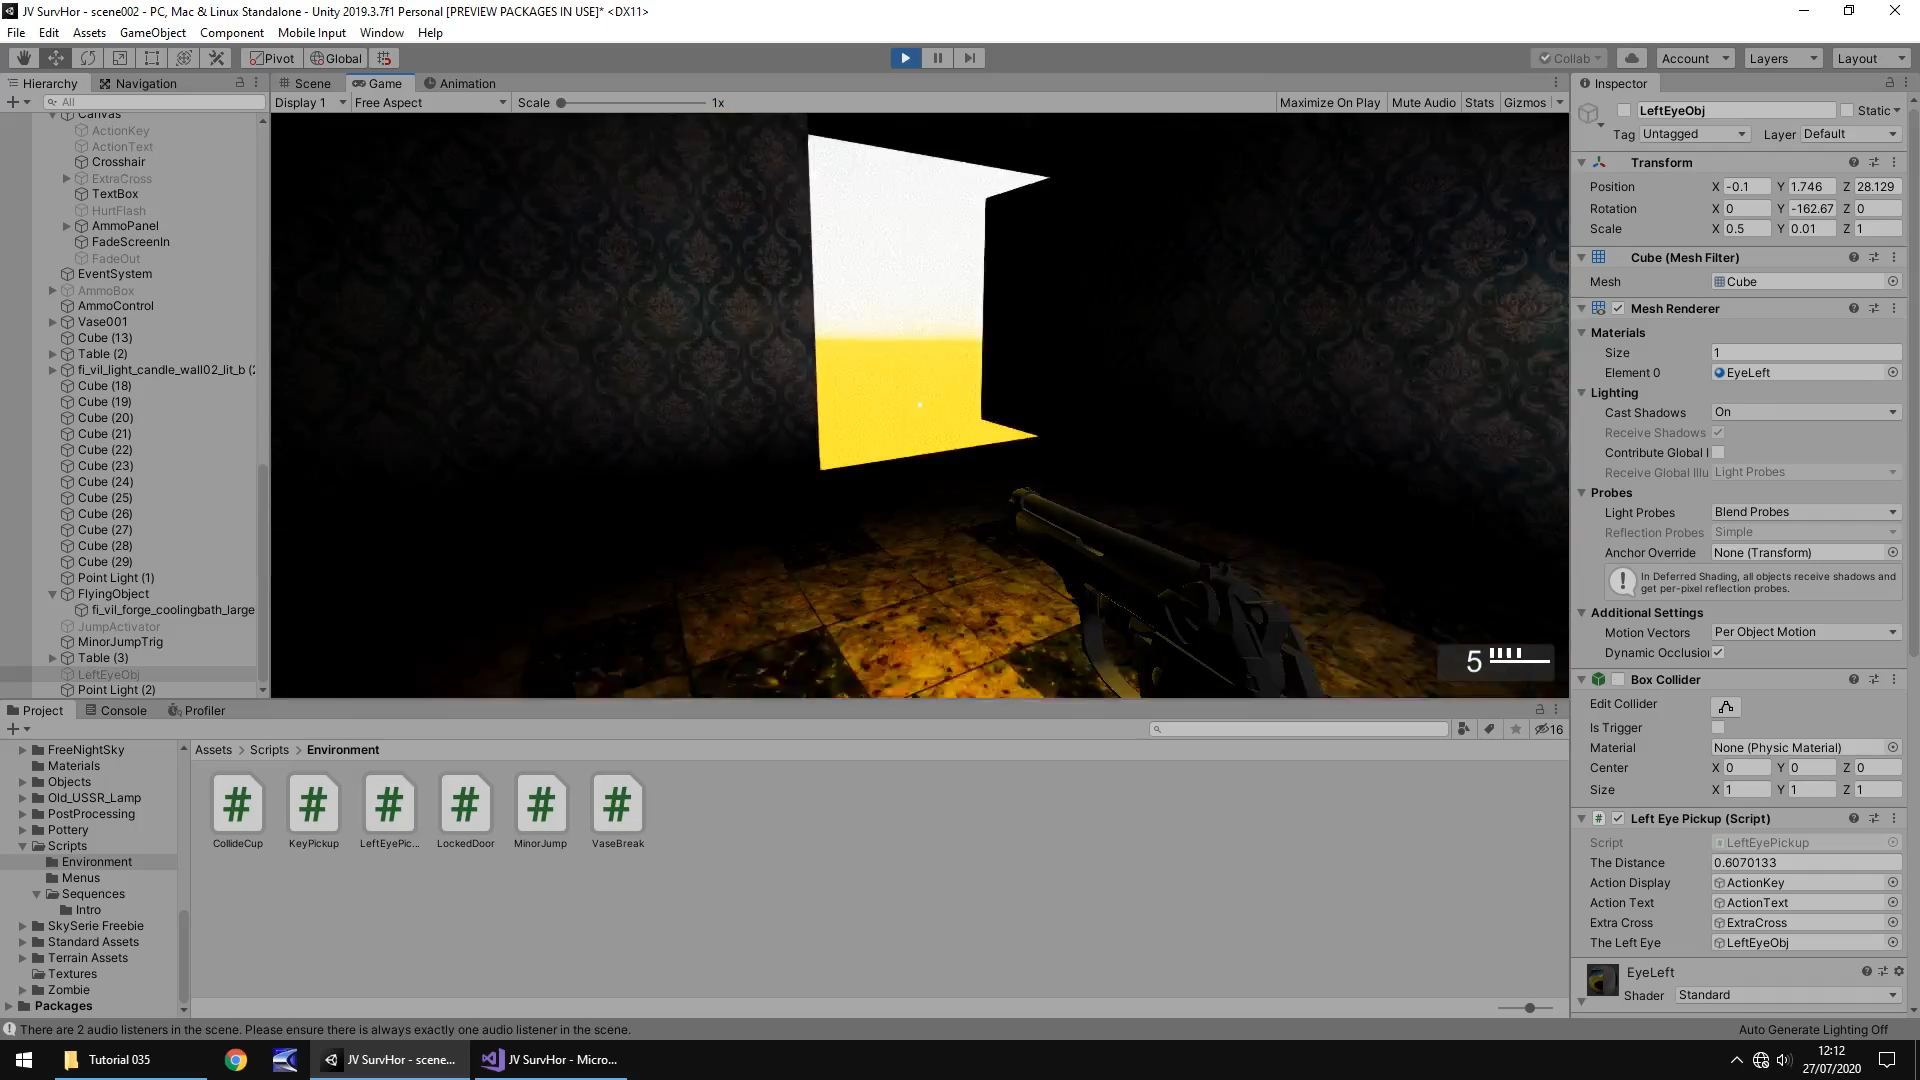 JV SurvHor - scene002 - PC, Mac & Linux Standalone - Unity 2019.3.7f1 Personal [PREVIEW PACKAGES IN USE]* <DX11>
File Edit Assets GameObject Component Mobile Input Window Help
Pivot Global Collab Account Layers Layout
Hierarchy Navigation
All
Canvas
ActionKey
ActionText
Crosshair
ExtraCross
TextBox
HurtFlash
AmmoPanel
FadeScreenIn
FadeOut
EventSystem
AmmoBox
AmmoControl
Vase001
Cube (13)
Table (2)
fi_vil_light_candle_wall02_lit_b (2
Cube (18)
Cube (19)
Cube (20)
Cube (21)
Cube (22)
Cube (23)
Cube (24)
Cube (25)
Cube (26)
Cube (27)
Cube (28)
Cube (29)
Point Light (1)
FlyingObject
fi_vil_forge_coolingbath_large
JumpActivator
MinorJumpTrig
Table (3)
LeftEyeObj
Point Light (2)
Scene Game Animation
Display 1 Free Aspect Scale 1x Maximize On Play Mute Audio Stats Gizmos
5
Inspector
LeftEyeObj Static
Tag Untagged Layer Default
Transform
Position X -0.1 Y 1.746 Z 28.129
Rotation X 0 Y -162.67 Z 0
Scale X 0.5 Y 0.01 Z 1
Cube (Mesh Filter)
Mesh Cube
Mesh Renderer
Materials
Size 1
Element 0 EyeLeft
Lighting
Cast Shadows On
Receive Shadows
Contribute Global I
Receive Global Illu Light Probes
Probes
Light Probes Blend Probes
Reflection Probes Simple
Anchor Override None (Transform)
In Deferred Shading, all objects receive shadows and
get per-pixel reflection probes.
Additional Settings
Motion Vectors Per Object Motion
Dynamic Occlusion
Box Collider
Edit Collider
Is Trigger
Material None (Physic Material)
Center X 0 Y 0 Z 0
Size X 1 Y 1 Z 1
Left Eye Pickup (Script)
Script LeftEyePickup
The Distance 0.6070133
Action Display ActionKey
Action Text ActionText
Extra Cross ExtraCross
The Left Eye LeftEyeObj
EyeLeft
Shader Standard
Project Console Profiler
16
FreeNightSky
Materials
Objects
Old_USSR_Lamp
PostProcessing
Pottery
Scripts
Environment
Menus
Sequences
Intro
SkySerie Freebie
Standard Assets
Terrain Assets
Textures
Zombie
Packages
Assets > Scripts > Environment
CollideCup KeyPickup LeftEyePic... LockedDoor MinorJump VaseBreak
There are 2 audio listeners in the scene. Please ensure there is always exactly one audio listener in the scene.
Auto Generate Lighting Off
Tutorial 035 JV SurvHor - scene... JV SurvHor - Micro...
12:12
27/07/2020